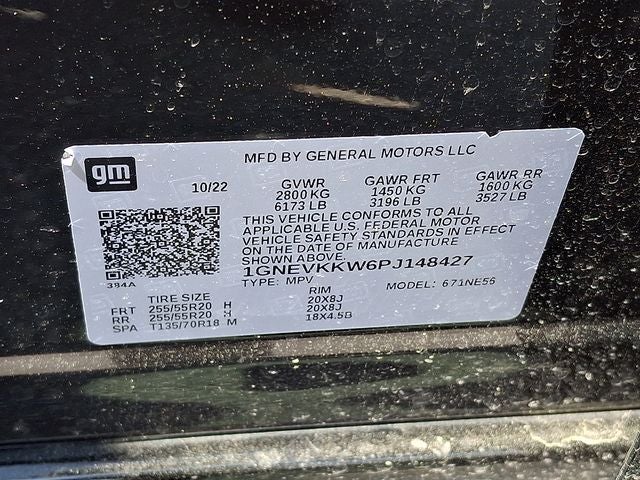 gm
MFD BY GENERAL MOTORS LLC
10/22
GVWR GAWR FRT GAWR RR
2800 KG 1450 KG 1600 KG
6173 LB 3196 LB 3527 LB
THIS VEHICLE CONFORMS TO ALL
APPLICABLE U.S. FEDERAL MOTOR
VEHICLE SAFETY STANDARDS IN EFFECT
ON THE DATE OF MANUFACTURE
SHOWN ABOVE.
1GNEVKKW6PJ148427
384A
TYPE: MPV MODEL: 671NE56
TIRE SIZE RIM
FRT 255/55R20 H 20X8J
RR 255/55R20 H 20X8J
SPA T135/70R18 M 18X4.5B